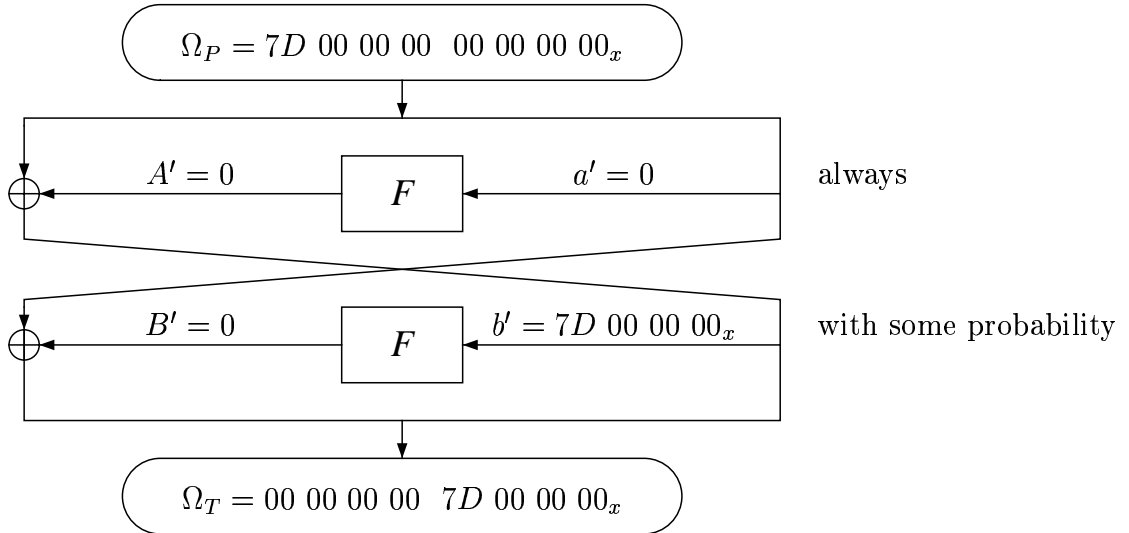 Ω_P = 7D 00 00 00 00 00 00 00_x
A′ = 0
F
a′ = 0
always
B′ = 0
F
b′ = 7D 00 00 00_x
with some probability
Ω_T = 00 00 00 00 7D 00 00 00_x